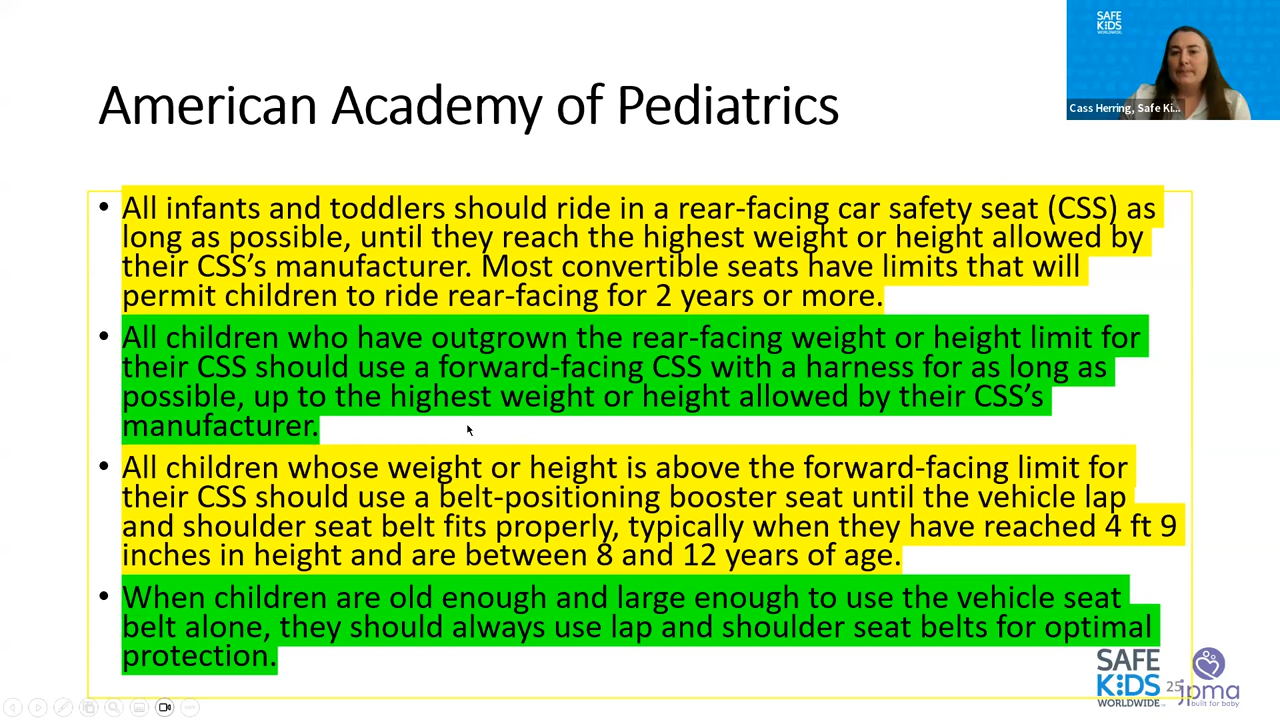 SAFE
KIDS
WORLDWIDE
Cass Herring, Safe Ki...
American Academy of Pediatrics
• All infants and toddlers should ride in a rear-facing car safety seat (CSS) as
long as possible, until they reach the highest weight or height allowed by
their CSS's manufacturer. Most convertible seats have limits that will
permit children to ride rear-facing for 2 years or more.
• All children who have outgrown the rear-facing weight or height limit for
their CSS should use a forward-facing CSS with a harness for as long as
possible, up to the highest weight or height allowed by their CSS's
manufacturer.
• All children whose weight or height is above the forward-facing limit for
their CSS should use a belt-positioning booster seat until the vehicle lap
and shoulder seat belt fits properly, typically when they have reached 4 ft 9
inches in height and are between 8 and 12 years of age.
• When children are old enough and large enough to use the vehicle seat
belt alone, they should always use lap and shoulder seat belts for optimal
protection.
SAFE
KIDS
WORLDWIDE
25
jpma
built for baby